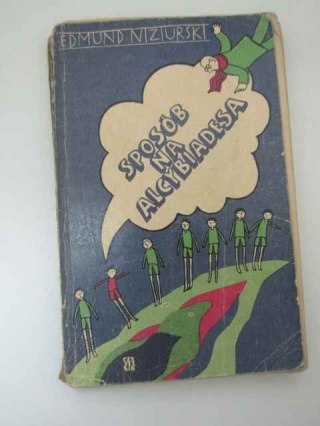 EDMUND NIZIURSKI
SPOSÓB
NA
ALCYBIADESA